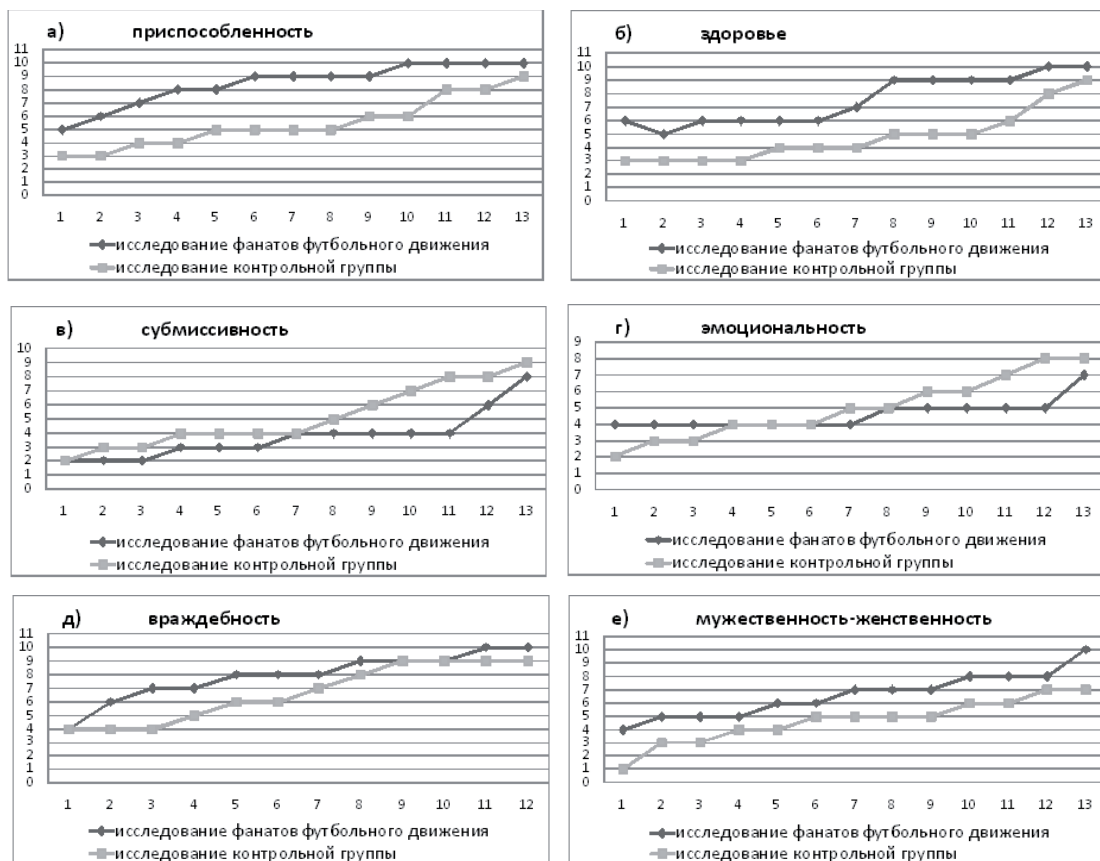 а) приспособленность
11
10
9
8
7
6
5
4
3
2
1
0
1 2 3 4 5 6 7 8 9 10 11 12 13
исследование фанатов футбольного движения
исследование контрольной группы
б) здоровье
11
10
9
8
7
6
5
4
3
2
1
0
1 2 3 4 5 6 7 8 9 10 11 12 13
исследование фанатов футбольного движения
исследование контрольной группы
в) субмиссивность
10
9
8
7
6
5
4
3
2
1
0
1 2 3 4 5 6 7 8 9 10 11 12 13
исследование фанатов футбольного движения
исследование контрольной группы
г) эмоциональность
9
8
7
6
5
4
3
2
1
0
1 2 3 4 5 6 7 8 9 10 11 12 13
исследование фанатов футбольного движения
исследование контрольной группы
д) враждебность
11
10
9
8
7
6
5
4
3
2
1
0
1 2 3 4 5 6 7 8 9 10 11 12
исследование фанатов футбольного движения
исследование контрольной группы
е) мужественность-женственность
11
10
9
8
7
6
5
4
3
2
1
0
1 2 3 4 5 6 7 8 9 10 11 12 13
исследование фанатов футбольного движения
исследование контрольной группы